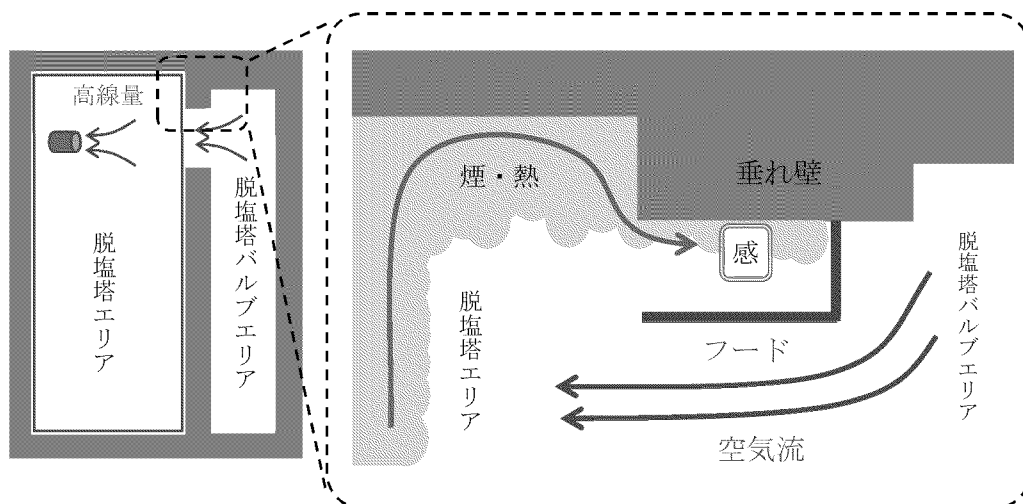 高線量
脱塩塔エリア
脱塩塔バルブエリア
煙・熱
垂れ壁
感
脱塩塔エリア
フード
脱塩塔バルブエリア
空気流